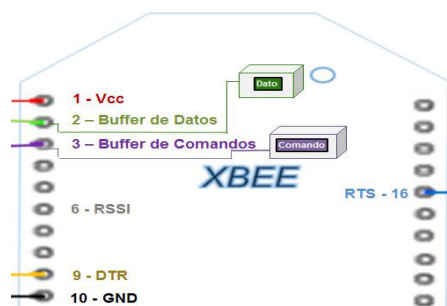 Dato
1 - Vcc
2 – Buffer de Datos
3 – Buffer de Comandos
Comando
XBEE
RTS - 16
6 - RSSI
9 - DTR
10 - GND